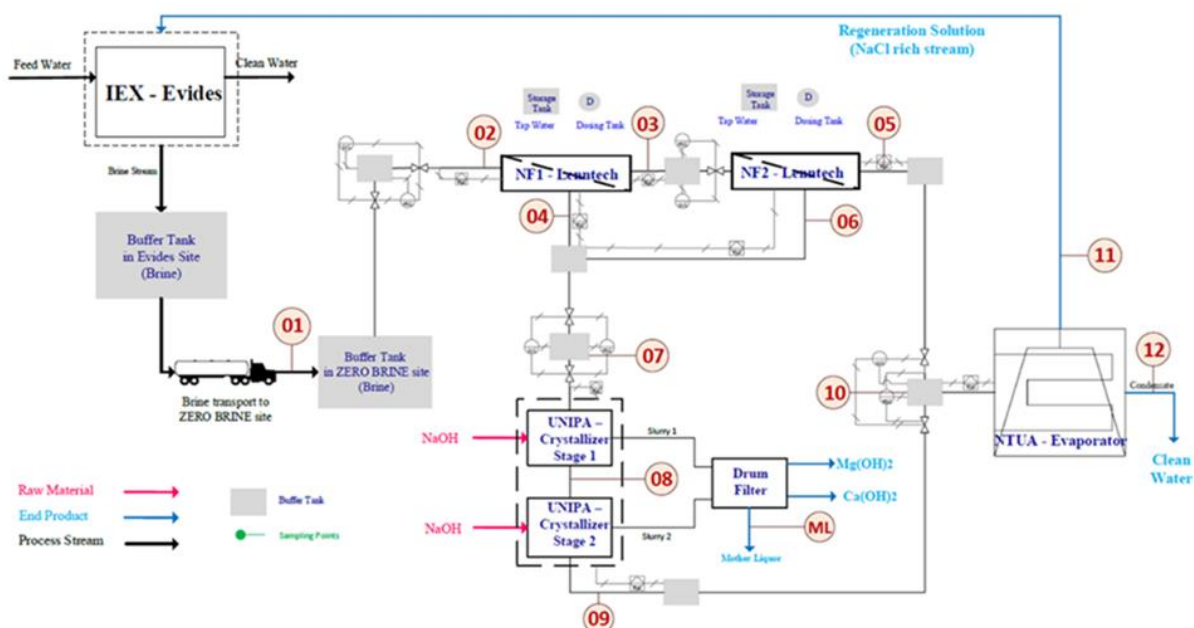 Regeneration Solution
(NaCl rich stream)
11
Feed Water
Clean Water
IEX - Evides
Brine Stream
Storage
Tank
D
Tap Water
Dosing Tank
Storage
Tank
D
Tap Water
Dosing Tank
02
03
05
NF1 - Lenntech
NF2 - Lenntech
04
06
Buffer Tank
in Evides Site
(Brine)
01
Buffer Tank
in ZERO BRINE site
(Brine)
Brine transport to
ZERO BRINE site
07
10
12
Condensate
NTUA - Evaporator
Clean
Water
NaOH
UNIPA –
Crystallizer
Stage 1
Slurry 1
08
Drum
Filter
Mg(OH)2
Ca(OH)2
NaOH
UNIPA –
Crystallizer
Stage 2
Slurry 2
ML
Mother Liquor
09
Raw Material
End Product
Process Stream
Buffle Tank
Sampling Points